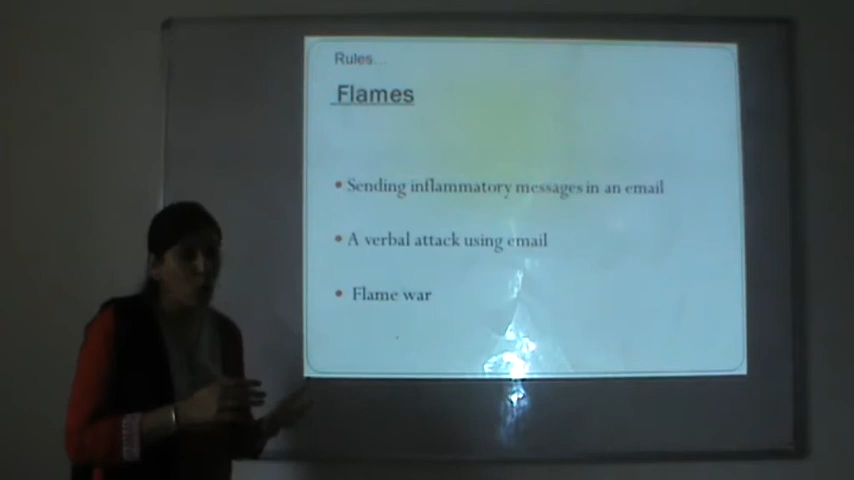 Rules...
Flames
• Sending inflammatory messages in an email
• A verbal attack using email
• Flame war